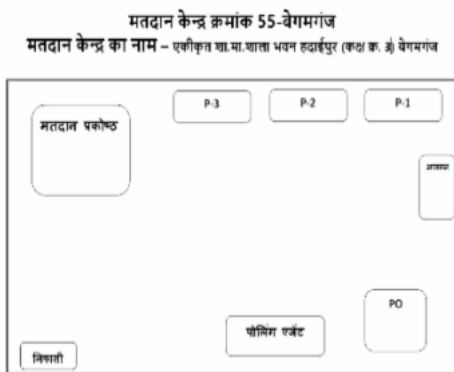 मतदान केन्द्र क्रमांक 55-बेगमगंज
मतदान केन्द्र का नाम – एकीकृत शा.मा.शाला भवन हदाईपुर (कक्ष क्र. 3) बेगमगंज
P-3 P-2 P-1
मतदान प्रकोष्ठ
PO
पोलिंग एजेंट
निकासी